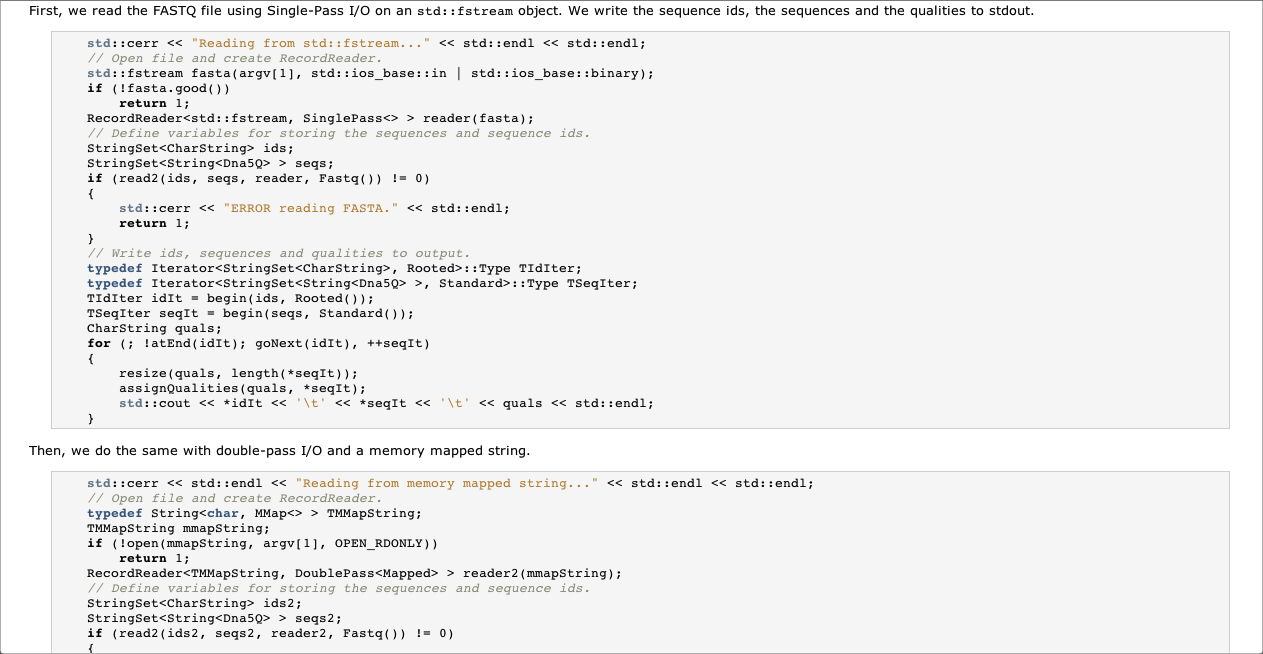 First, we read the FASTQ file using Single-Pass I/O on an std::fstream object. We write the sequence ids, the sequences and the qualities to stdout.
std::cerr << "Reading from std::fstream..." << std::endl << std::endl;
// Open file and create RecordReader.
std::fstream fasta(argv[1], std::ios_base::in | std::ios_base::binary);
if (!fasta.good())
    return 1;
RecordReader<std::fstream, SinglePass<> > reader(fasta);
// Define variables for storing the sequences and sequence ids.
StringSet<CharString> ids;
StringSet<String<Dna5Q> > seqs;
if (read2(ids, seqs, reader, Fastq()) != 0)
{
    std::cerr << "ERROR reading FASTA." << std::endl;
    return 1;
}
// Write ids, sequences and qualities to output.
typedef Iterator<StringSet<CharString>, Rooted>::Type TIdIter;
typedef Iterator<StringSet<String<Dna5Q> >, Standard>::Type TSeqIter;
TIdIter idIt = begin(ids, Rooted());
TSeqIter seqIt = begin(seqs, Standard());
CharString quals;
for (; !atEnd(idIt); goNext(idIt), ++seqIt)
{
    resize(quals, length(*seqIt));
    assignQualities(quals, *seqIt);
    std::cout << *idIt << '\t' << *seqIt << '\t' << quals << std::endl;
}
Then, we do the same with double-pass I/O and a memory mapped string.
std::cerr << std::endl << "Reading from memory mapped string..." << std::endl << std::endl;
// Open file and create RecordReader.
typedef String<char, MMap<> > TMMapString;
TMMapString mmapString;
if (!open(mmapString, argv[1], OPEN_RDONLY))
    return 1;
RecordReader<TMMapString, DoublePass<Mapped> > reader2(mmapString);
// Define variables for storing the sequences and sequence ids.
StringSet<CharString> ids2;
StringSet<String<Dna5Q> > seqs2;
if (read2(ids2, seqs2, reader2, Fastq()) != 0)
{